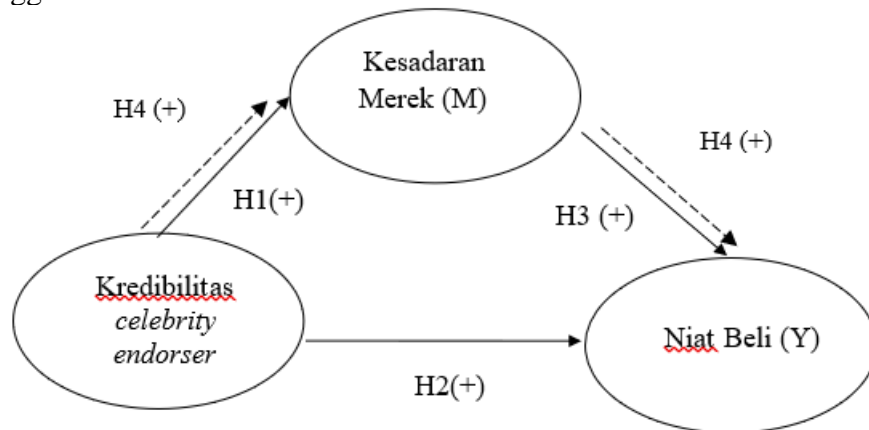 Kesadaran
Merek (M)
H4 (+)
H4 (+)
H1(+)
H3 (+)
Kredibilitas
celebrity
endorser
Niat Beli (Y)
H2(+)